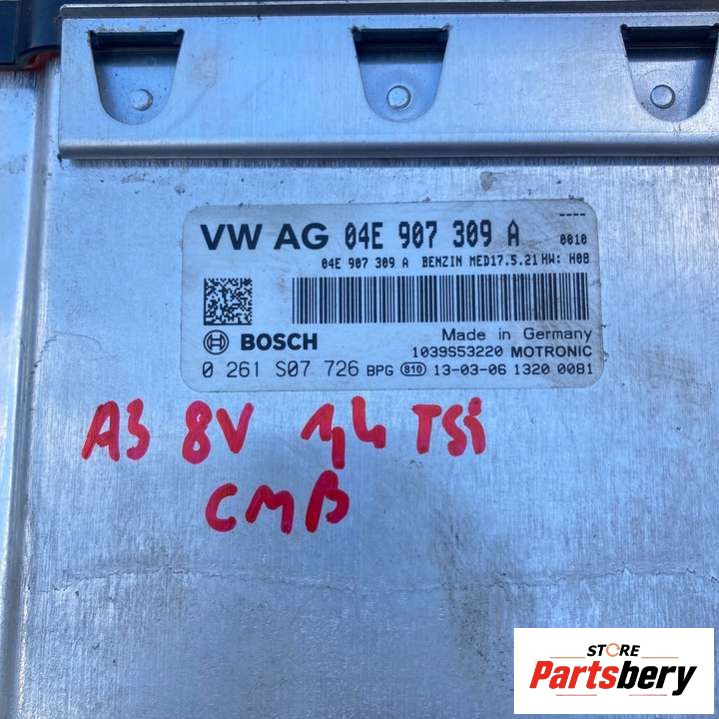 ----
VW AG 04E 907 309 A 0010
04E 907 309 A BENZIN MED17.5.21 HW: H08
BOSCH Made in Germany
1039S53220 MOTRONIC
0 261 S07 726 BPG 810 13-03-06 1320 0081
A3 8V 1,4 TSi
CMB
STORE
Partsbery